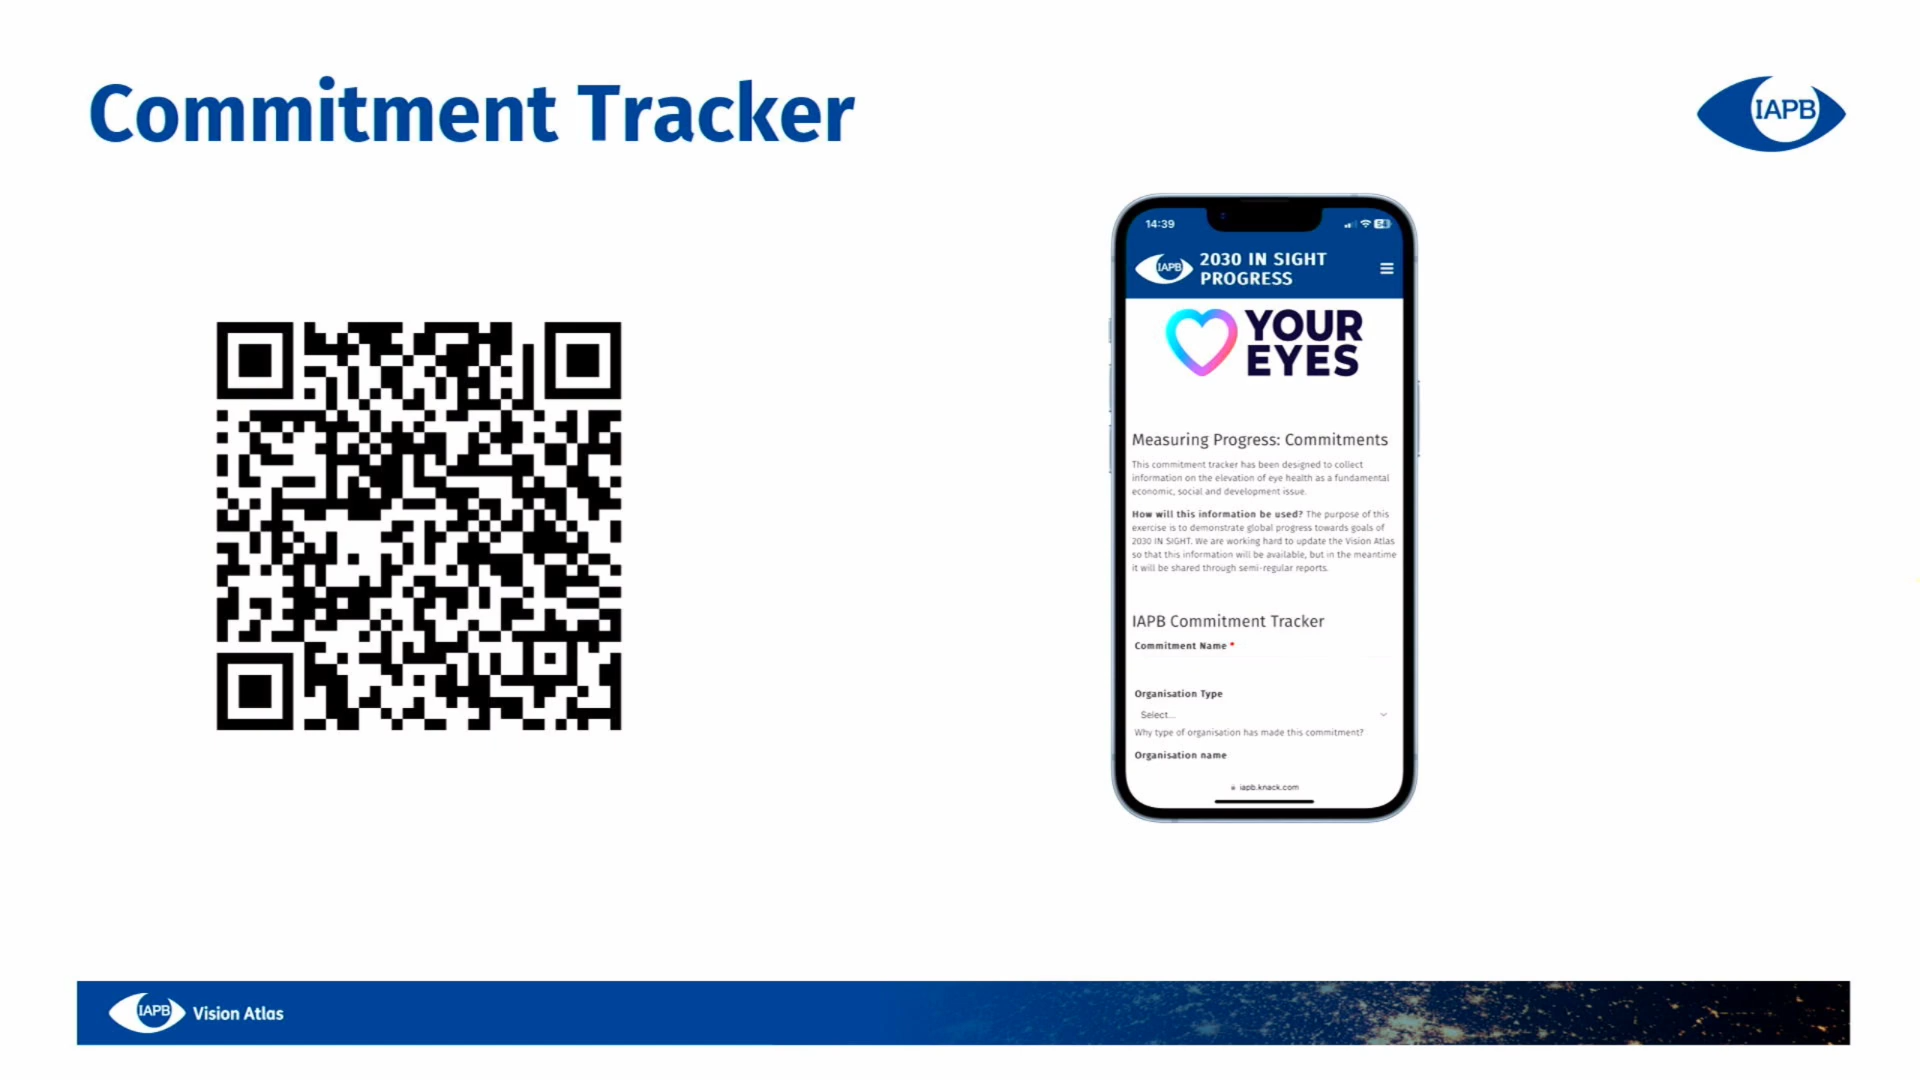 Commitment Tracker
IAPB
14:39
54
IAPB
2030 IN SIGHT
PROGRESS
YOUR
EYES
Measuring Progress: Commitments
This commitment tracker has been designed to collect
information on the elevation of eye health as a fundamental
economic, social and development issue.
How will this information be used? The purpose of this
exercise is to demonstrate global progress towards goals of
2030 IN SIGHT. We are working hard to update the Vision Atlas
so that this information will be available, but in the meantime
it will be shared through semi-regular reports.
IAPB Commitment Tracker
Commitment Name *
Organisation Type
Select...
Why type of organisation has made this commitment?
Organisation name
iapb.knack.com
IAPB Vision Atlas